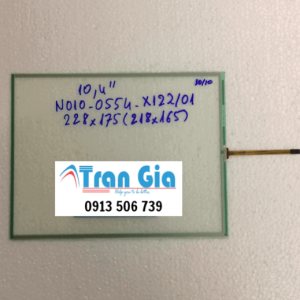 10,4"
30/10
N010-0554-X122/01
228x175(218x165)
Tran Gia
0913 506 739